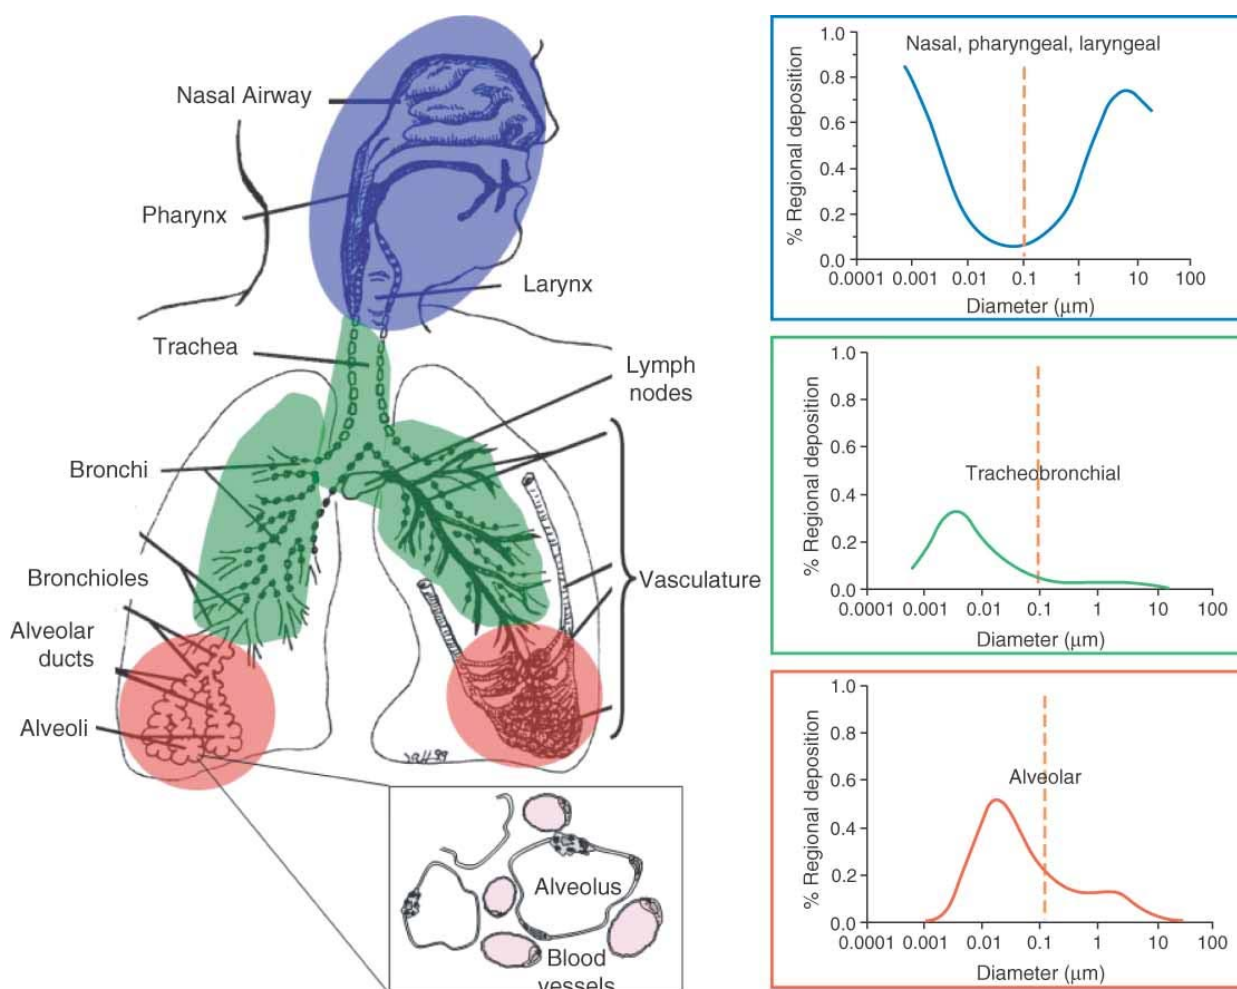 Nasal Airway
Pharynx
Larynx
Trachea
Lymph
nodes
Bronchi
Bronchioles
Vasculature
Alveolar
ducts
Alveoli
Alveolus
Blood
vessels
Nasal, pharyngeal, laryngeal
% Regional deposition
1.0
0.8
0.6
0.4
0.2
0.0
0.0001 0.001 0.01 0.1 1 10 100
Diameter (μm)
Tracheobronchial
% Regional deposition
1.0
0.8
0.6
0.4
0.2
0.0
0.0001 0.001 0.01 0.1 1 10 100
Diameter (μm)
Alveolar
% Regional deposition
1.0
0.8
0.6
0.4
0.2
0.0
0.0001 0.001 0.01 0.1 1 10 100
Diameter (μm)